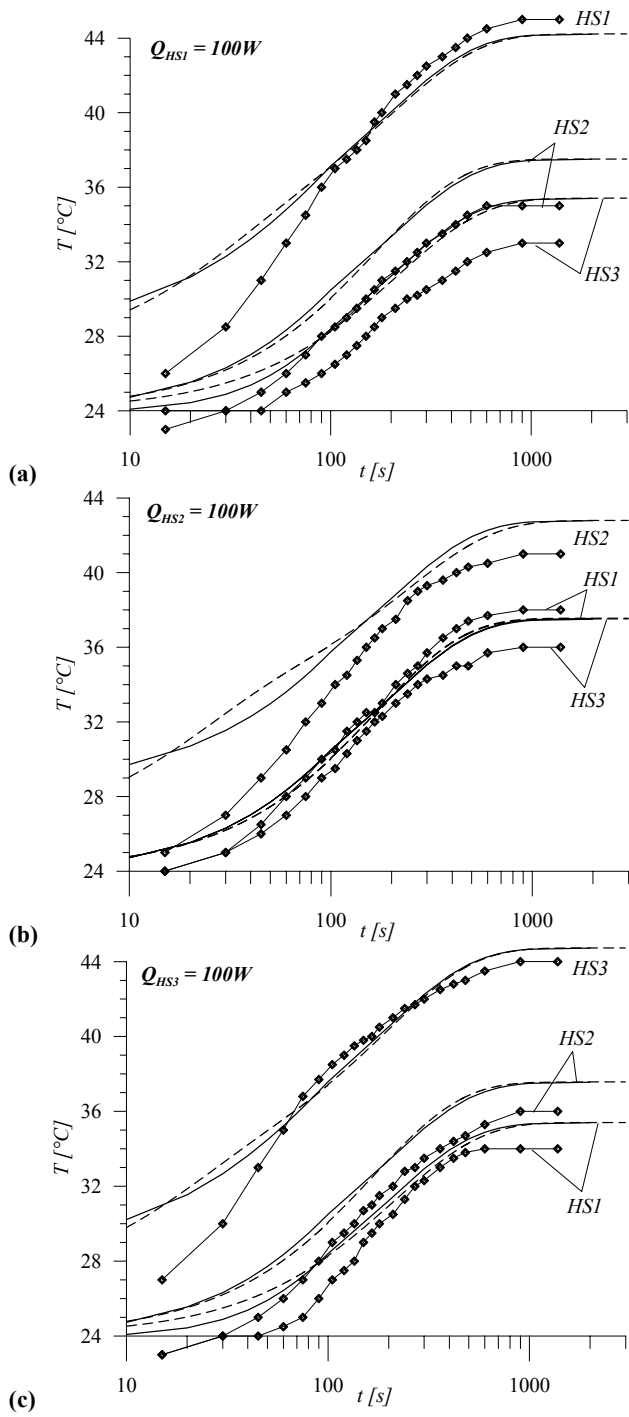 Q_HS1 = 100W
HS1
HS2
HS3
T [°C]
44
40
36
32
28
24
10
100
1000
t [s]
(a)
Q_HS2 = 100W
HS2
HS1
HS3
T [°C]
44
40
36
32
28
24
10
100
1000
t [s]
(b)
Q_HS3 = 100W
HS3
HS2
HS1
T [°C]
44
40
36
32
28
24
10
100
1000
t [s]
(c)